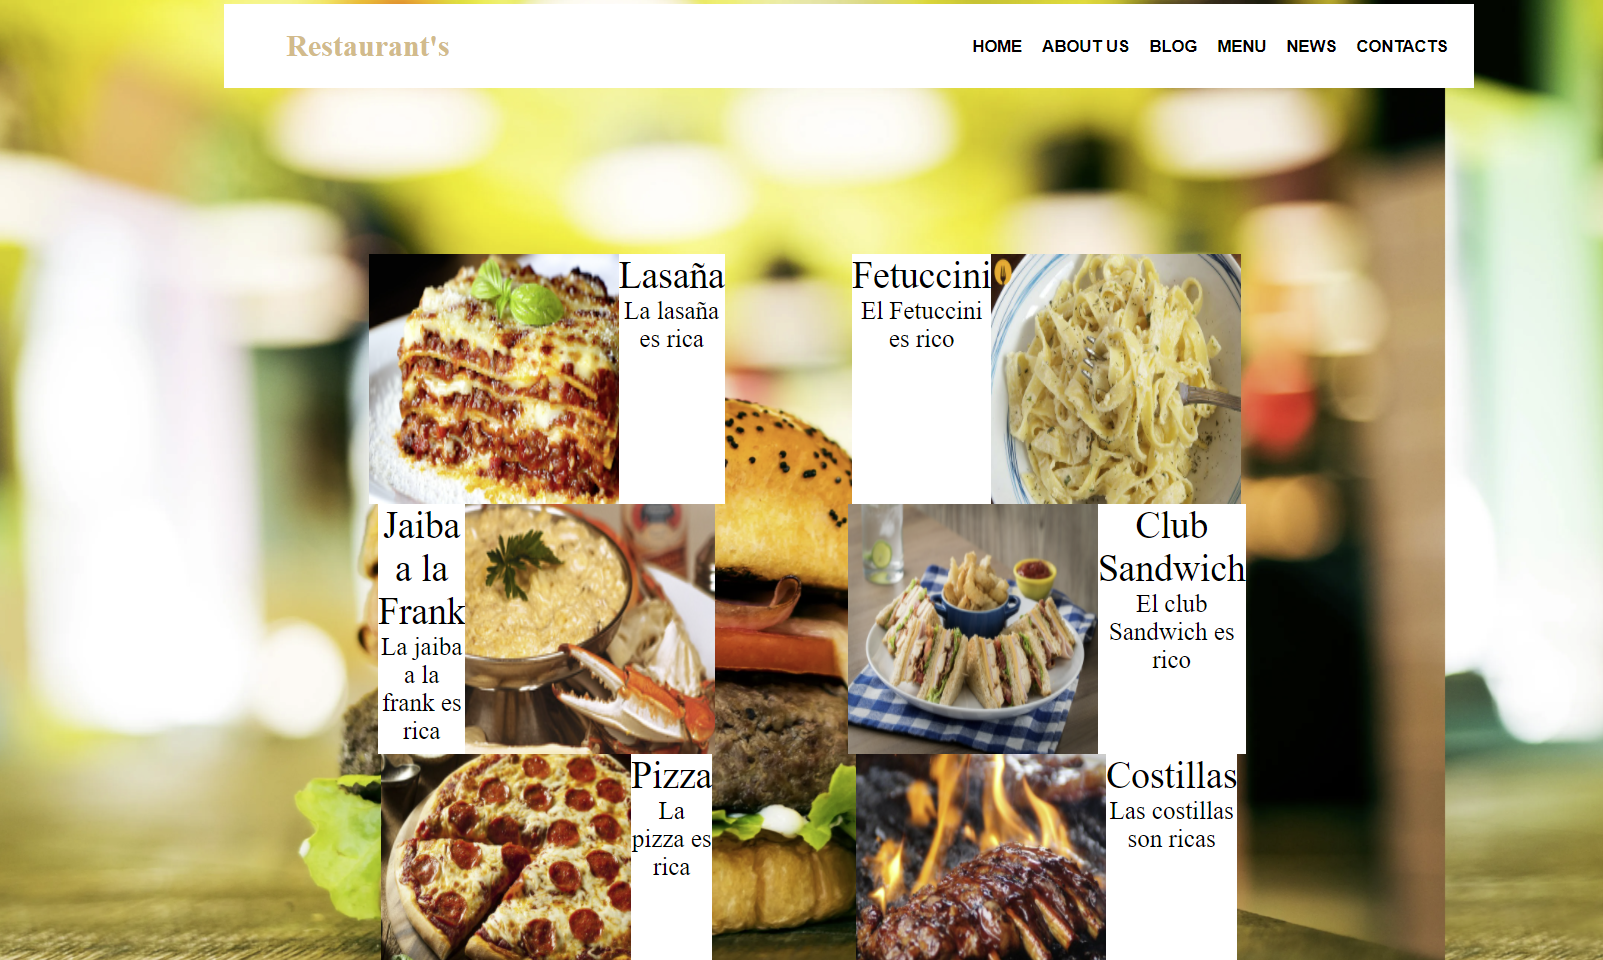 Restaurant's
HOME ABOUT US BLOG MENU NEWS CONTACTS
Lasaña
La lasaña
es rica
Fetuccini
El Fetuccini
es rico
Jaiba
a la
Frank
La jaiba
a la
frank es
rica
Club
Sandwich
El club
Sandwich es
rico
Pizza
La
pizza es
rica
Costillas
Las costillas
son ricas